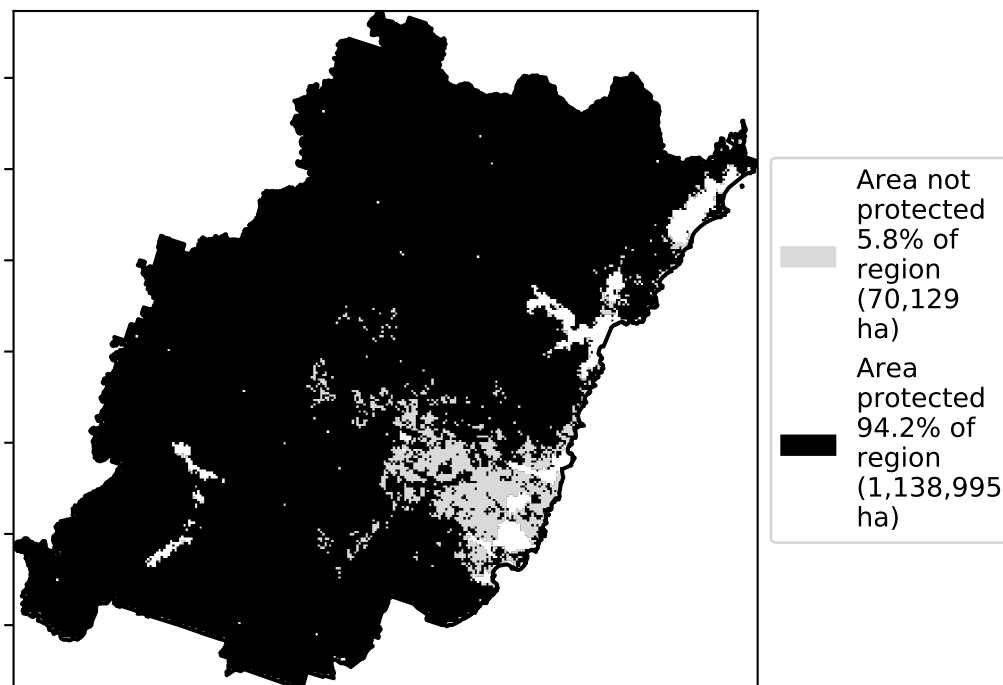 Area not
protected
5.8% of
region
(70,129
ha)
Area
protected
94.2% of
region
(1,138,995
ha)